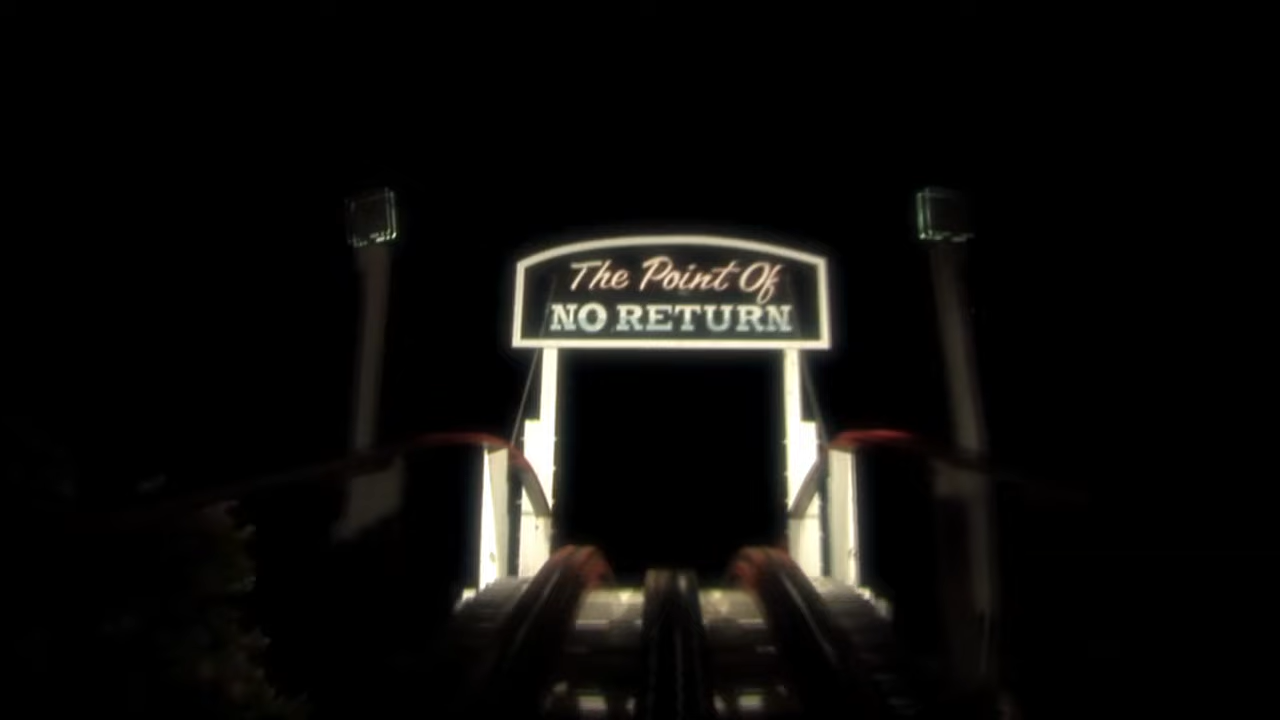 The Point Of
NO RETURN